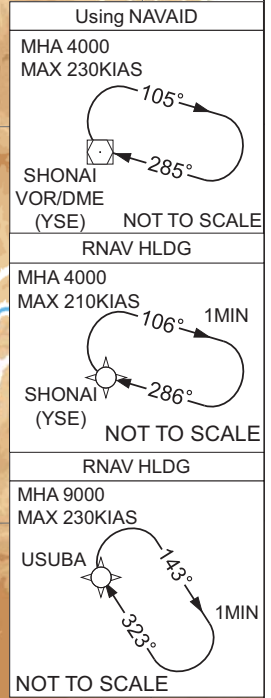 Using NAVAID
MHA 4000
MAX 230KIAS
105°
285°
SHONAI
VOR/DME
(YSE)
NOT TO SCALE
RNAV HLDG
MHA 4000
MAX 210KIAS
106°
1MIN
286°
SHONAI
(YSE)
NOT TO SCALE
RNAV HLDG
MHA 9000
MAX 230KIAS
USUBA
143°
1MIN
323°
NOT TO SCALE